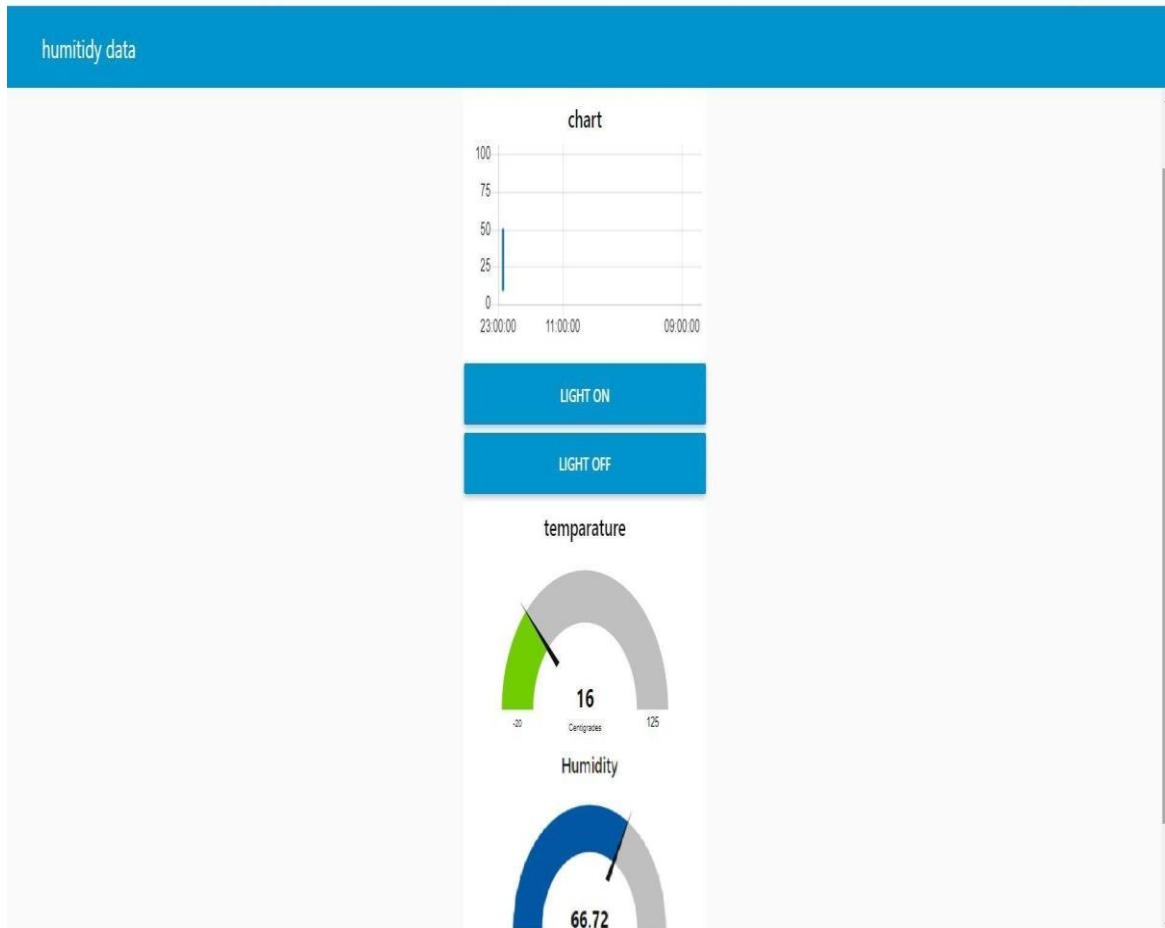 humitidy data
chart
100
75
50
25
0
23:00:00 11:00:00 09:00:00
LIGHT ON
LIGHT OFF
temparature
16
-20 Centigrades 125
Humidity
66.72